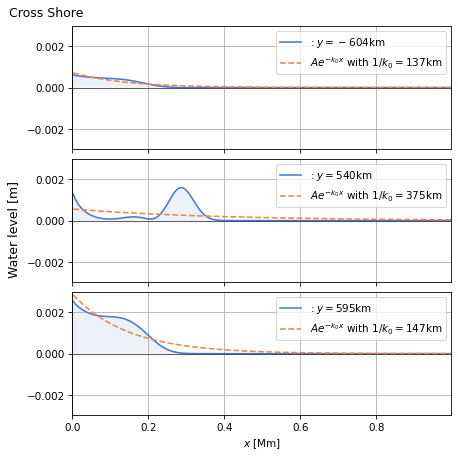 Cross Shore
0.002
0.000
−0.002
: y = − 604km
Ae^{−k₀x} with 1/k₀ = 137km
Water level [m]
0.002
0.000
−0.002
: y = 540km
Ae^{−k₀x} with 1/k₀ = 375km
0.002
0.000
−0.002
: y = 595km
Ae^{−k₀x} with 1/k₀ = 147km
0.0 0.2 0.4 0.6 0.8
x [Mm]